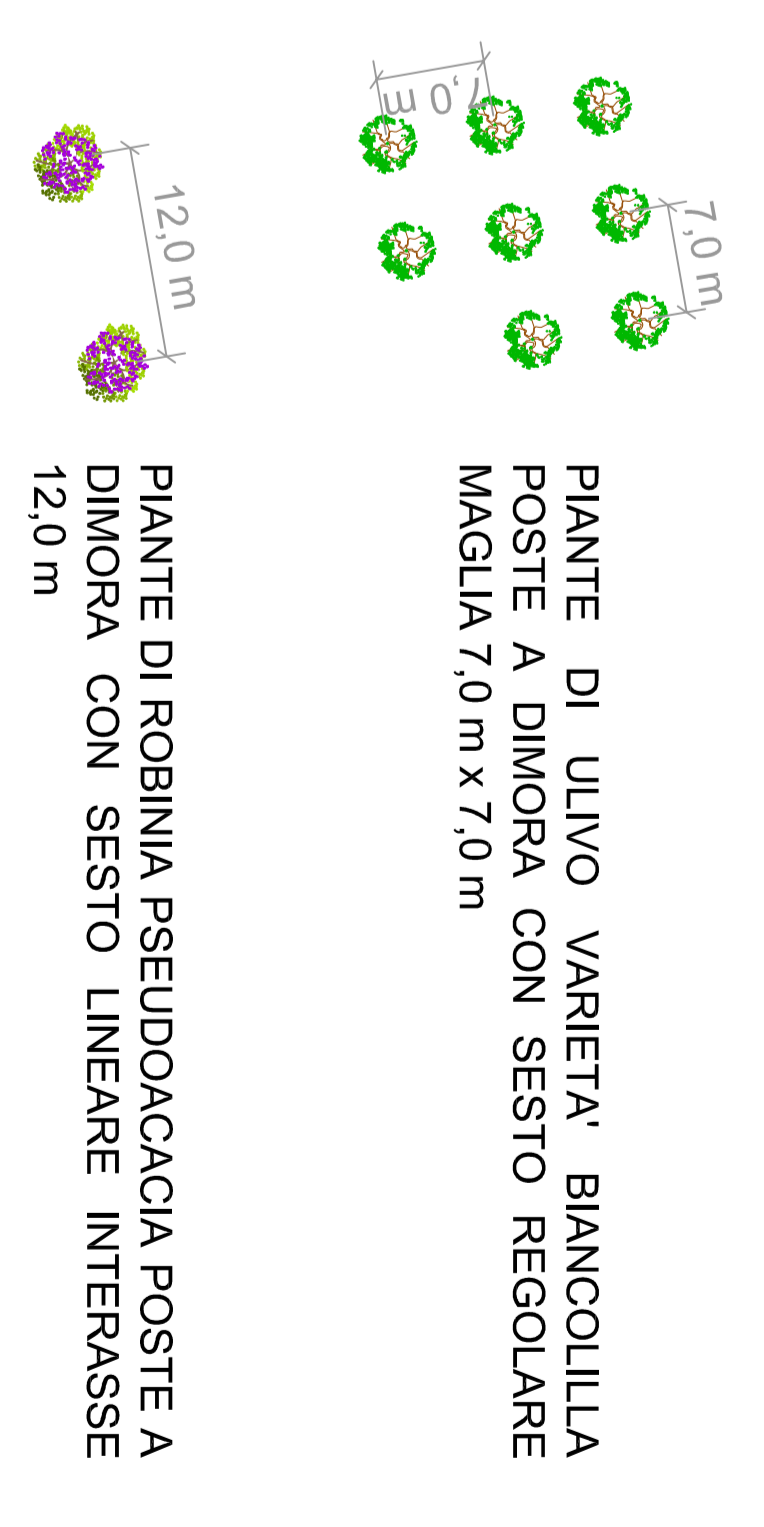 7,0 m
7,0 m
PIANTE DI ULIVO VARIETA' BIANCOLILLA
POSTE A DIMORA CON SESTO REGOLARE
MAGLIA 7,0 m x 7,0 m
12,0 m
PIANTE DI ROBINIA PSEUDOACACIA POSTE A
DIMORA CON SESTO LINEARE INTERASSE
12,0 m